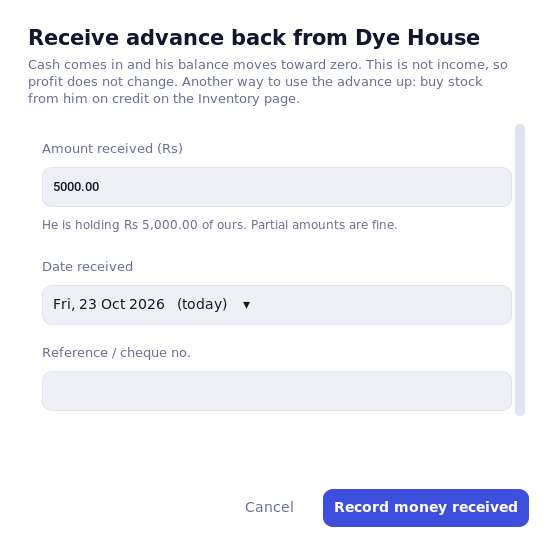 Receive advance back from Dye House
Cash comes in and his balance moves toward zero. This is not income, so
profit does not change. Another way to use the advance up: buy stock
from him on credit on the Inventory page.
Amount received (Rs)
5000.00
He is holding Rs 5,000.00 of ours. Partial amounts are fine.
Date received
Fri, 23 Oct 2026 (today) ▼
Reference / cheque no.
Cancel
Record money received